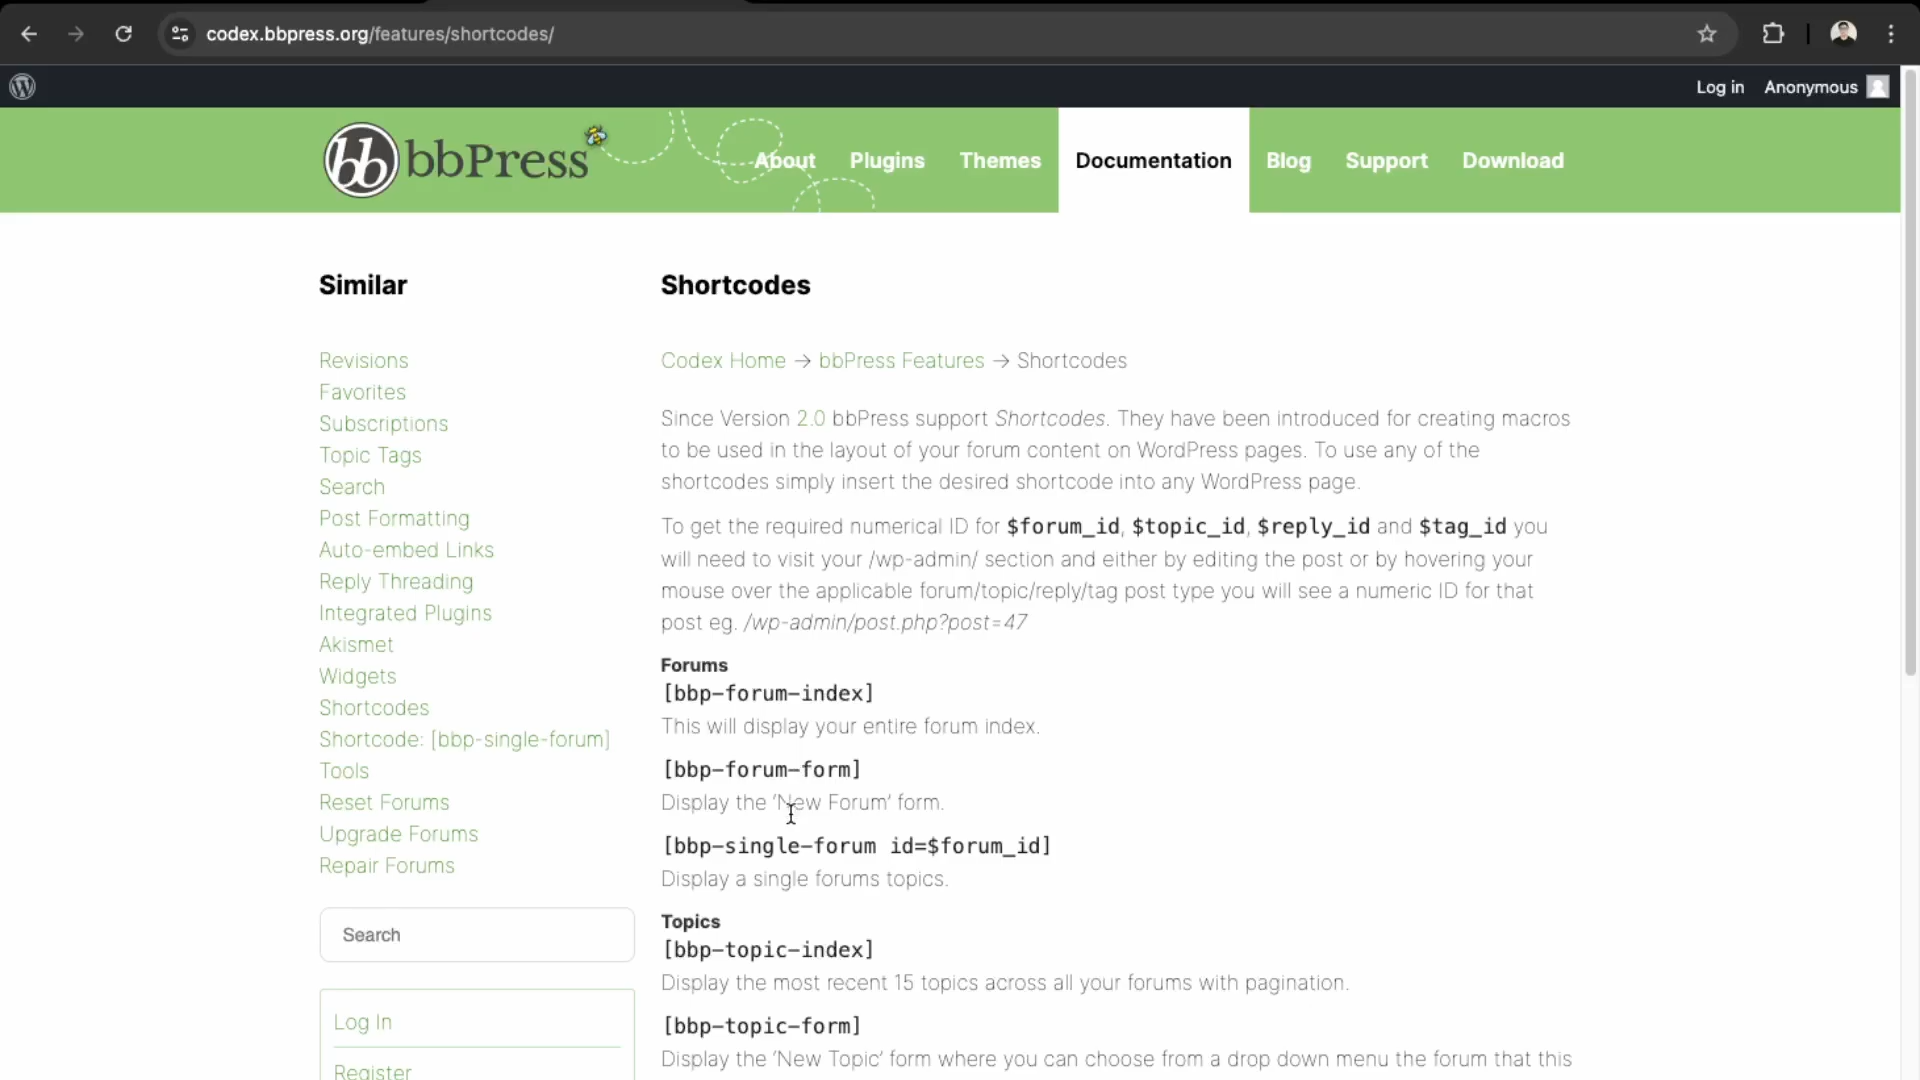 codex.bbpress.org/features/shortcodes/
Log in Anonymous
bb bbPress
About Plugins Themes Documentation Blog Support Download
Similar
Revisions
Favorites
Subscriptions
Topic Tags
Search
Post Formatting
Auto-embed Links
Reply Threading
Integrated Plugins
Akismet
Widgets
Shortcodes
Shortcode: [bbp-single-forum]
Tools
Reset Forums
Upgrade Forums
Repair Forums
Search
Log In
Register
Shortcodes
Codex Home → bbPress Features → Shortcodes
Since Version 2.0 bbPress support Shortcodes. They have been introduced for creating macros
to be used in the layout of your forum content on WordPress pages. To use any of the
shortcodes simply insert the desired shortcode into any WordPress page.
To get the required numerical ID for $forum_id, $topic_id, $reply_id and $tag_id you
will need to visit your /wp-admin/ section and either by editing the post or by hovering your
mouse over the applicable forum/topic/reply/tag post type you will see a numeric ID for that
post eg. /wp-admin/post.php?post=47
Forums
[bbp-forum-index]
This will display your entire forum index.
[bbp-forum-form]
Display the ‘New Forum’ form.
[bbp-single-forum id=$forum_id]
Display a single forums topics.
Topics
[bbp-topic-index]
Display the most recent 15 topics across all your forums with pagination.
[bbp-topic-form]
Display the ‘New Topic’ form where you can choose from a drop down menu the forum that this